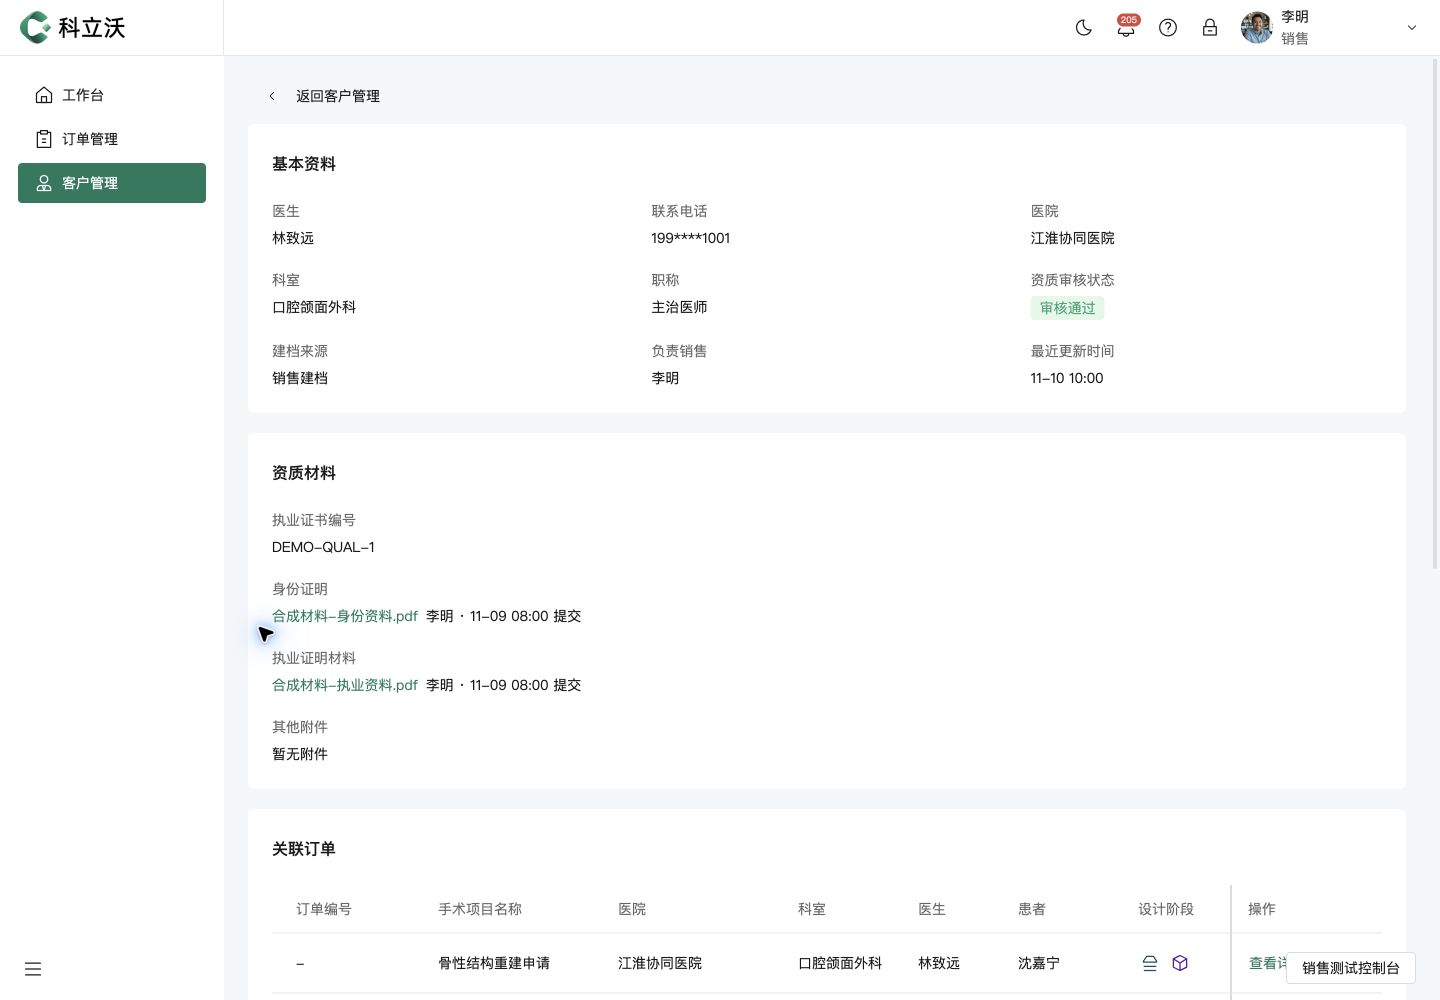 科立沃
205
李明
销售
工作台
订单管理
客户管理
返回客户管理
基本资料
医生
联系电话
医院
林致远
199****1001
江淮协同医院
科室
职称
资质审核状态
口腔颌面外科
主治医师
审核通过
建档来源
负责销售
最近更新时间
销售建档
李明
11-10 10:00
资质材料
执业证书编号
DEMO-QUAL-1
身份证明
合成材料-身份资料.pdf 李明 · 11-09 08:00 提交
执业证明材料
合成材料-执业资料.pdf 李明 · 11-09 08:00 提交
其他附件
暂无附件
关联订单
订单编号 手术项目名称 医院 科室 医生 患者 设计阶段 操作
- 骨性结构重建申请 江淮协同医院 口腔颌面外科 林致远 沈嘉宁 查看
销售测试控制台